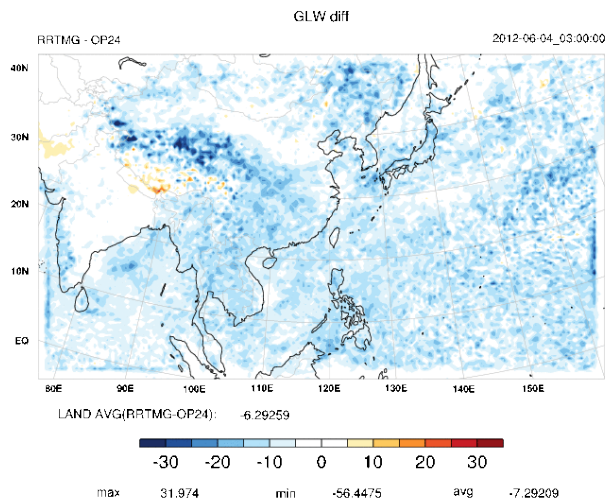 GLW diff
RRTMG - OP24 2012-06-04_03:00:00
40N
30N
20N
10N
EQ
80E 90E 100E 110E 120E 130E 140E 150E
LAND AVG(RRTMG-OP24): -6.29259
-30 -20 -10 0 10 20 30
max 31.974 min -56.4475 avg -7.29209